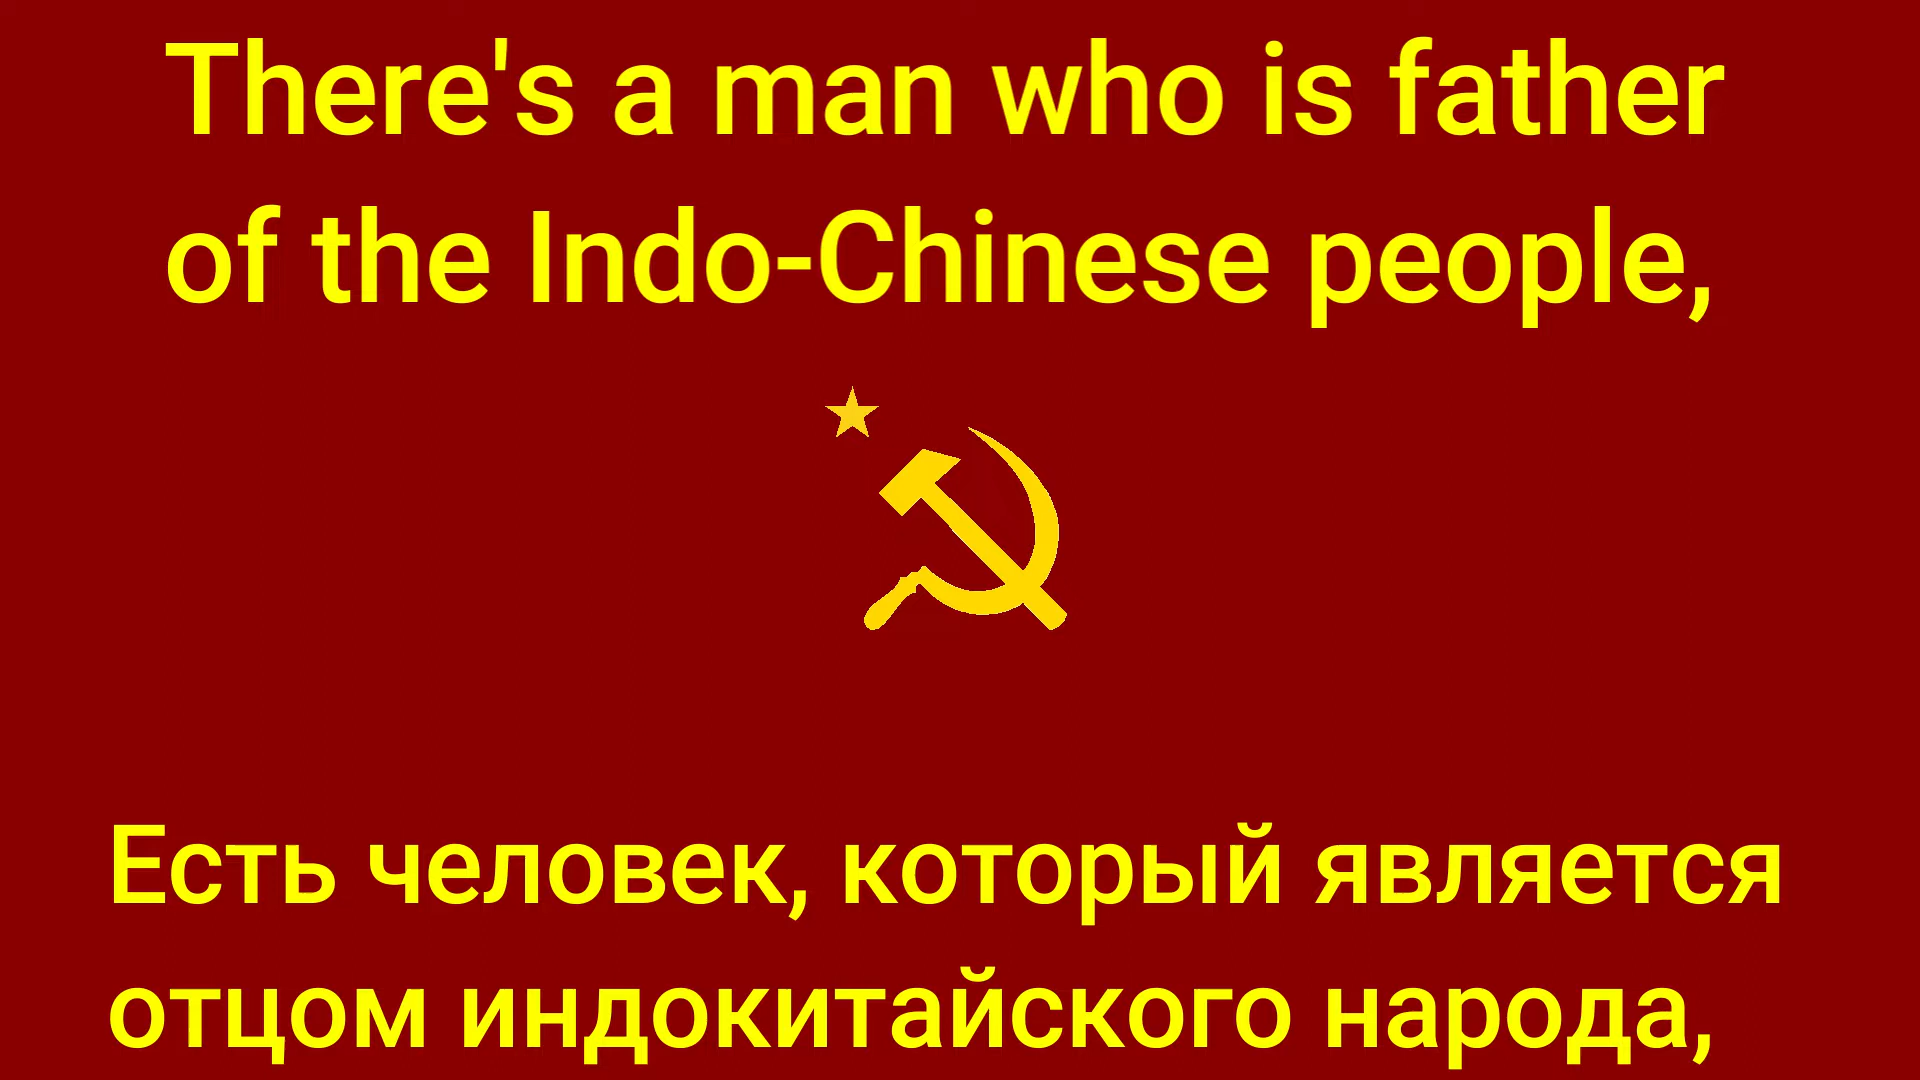 There's a man who is father
of the Indo-Chinese people,
Есть человек, который является
отцом индокитайского народа,